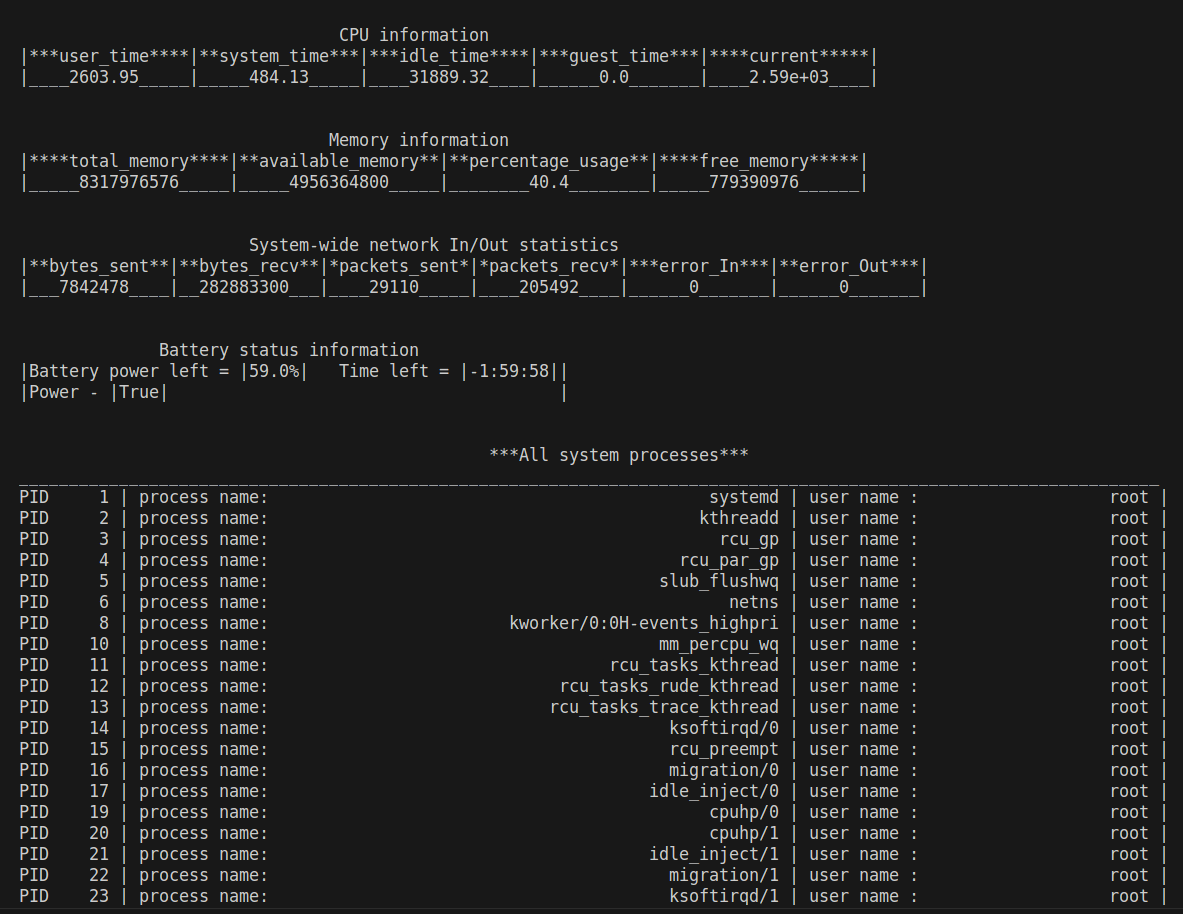 CPU information
|***user_time****|**system_time***|***idle_time****|***guest_time***|****current*****|
|____2603.95_____|_____484.13_____|____31889.32____|______0.0_______|____2.59e+03____|
Memory information
|****total_memory****|**available_memory**|**percentage_usage**|****free_memory*****|
|_____8317976576_____|_____4956364800_____|________40.4________|_____779390976______|
System-wide network In/Out statistics
|**bytes_sent**|**bytes_recv**|*packets_sent*|*packets_recv*|***error_In***|**error_Out***|
|___7842478____|__282883300___|____29110_____|____205492____|______0_______|______0_______|
Battery status information
|Battery power left = |59.0%|   Time left = |-1:59:58||
|Power - |True|                                       |
***All system processes***
__________________________________________________________________________________________________________________
PID     1 | process name:                                            systemd | user name :                   root |
PID     2 | process name:                                           kthreadd | user name :                   root |
PID     3 | process name:                                             rcu_gp | user name :                   root |
PID     4 | process name:                                         rcu_par_gp | user name :                   root |
PID     5 | process name:                                       slub_flushwq | user name :                   root |
PID     6 | process name:                                              netns | user name :                   root |
PID     8 | process name:                        kworker/0:0H-events_highpri | user name :                   root |
PID    10 | process name:                                       mm_percpu_wq | user name :                   root |
PID    11 | process name:                                  rcu_tasks_kthread | user name :                   root |
PID    12 | process name:                             rcu_tasks_rude_kthread | user name :                   root |
PID    13 | process name:                            rcu_tasks_trace_kthread | user name :                   root |
PID    14 | process name:                                        ksoftirqd/0 | user name :                   root |
PID    15 | process name:                                        rcu_preempt | user name :                   root |
PID    16 | process name:                                        migration/0 | user name :                   root |
PID    17 | process name:                                      idle_inject/0 | user name :                   root |
PID    19 | process name:                                            cpuhp/0 | user name :                   root |
PID    20 | process name:                                            cpuhp/1 | user name :                   root |
PID    21 | process name:                                      idle_inject/1 | user name :                   root |
PID    22 | process name:                                        migration/1 | user name :                   root |
PID    23 | process name:                                        ksoftirqd/1 | user name :                   root |